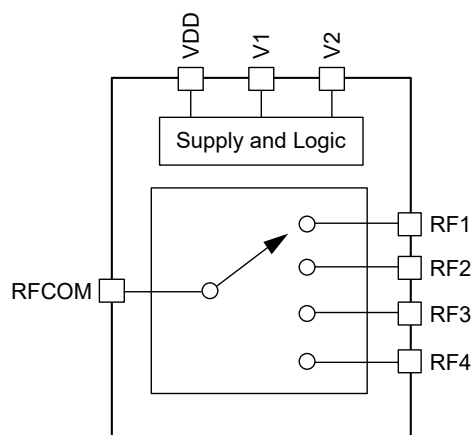 VDD
V1
V2
Supply and Logic
RF1
RF2
RFCOM
RF3
RF4